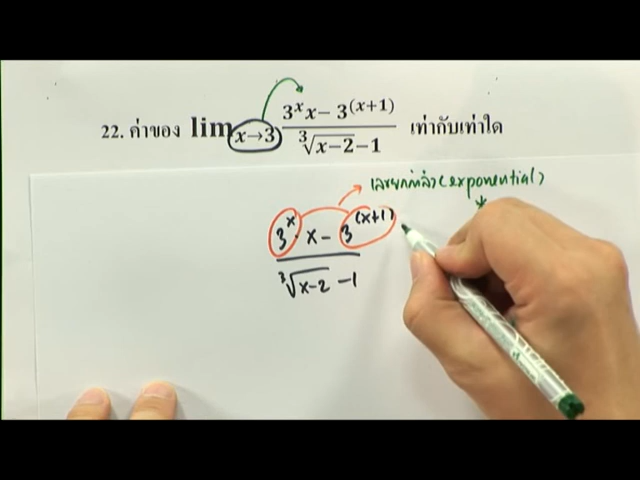 22. ค่าของ lim x→3 (3^x x − 3^(x+1)) / (∛(x−2) − 1) เท่ากับเท่าใด
เลขยกกำลัง (exponential)
*
3^x · x − 3^(x+1)
∛(x−2) − 1